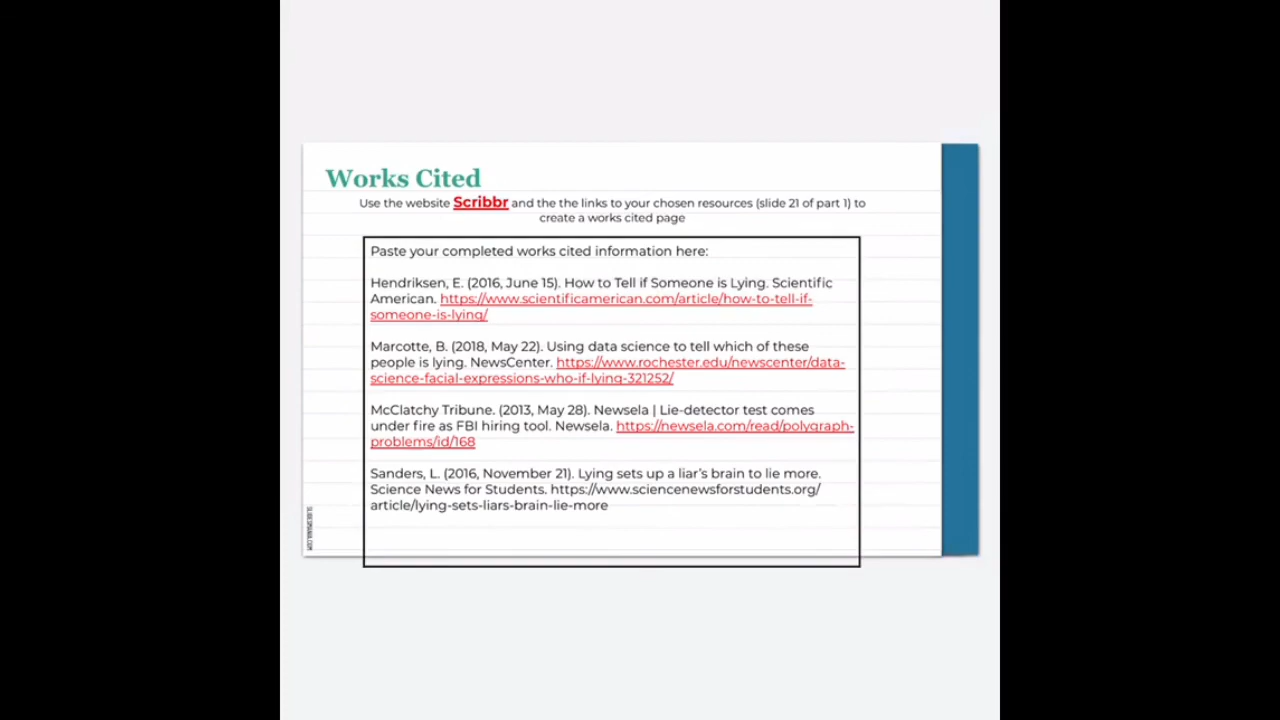 Works Cited
Use the website Scribbr and the the links to your chosen resources (slide 21 of part 1) to
create a works cited page
Paste your completed works cited information here:
Hendriksen, E. (2016, June 15). How to Tell if Someone is Lying. Scientific
American. https://www.scientificamerican.com/article/how-to-tell-if-
someone-is-lying/
Marcotte, B. (2018, May 22). Using data science to tell which of these
people is lying. NewsCenter. https://www.rochester.edu/newscenter/data-
science-facial-expressions-who-if-lying-321252/
McClatchy Tribune. (2013, May 28). Newsela | Lie-detector test comes
under fire as FBI hiring tool. Newsela. https://newsela.com/read/polygraph-
problems/id/168
Sanders, L. (2016, November 21). Lying sets up a liar's brain to lie more.
Science News for Students. https://www.sciencenewsforstudents.org/
article/lying-sets-liars-brain-lie-more
SLIDESMANIA.COM